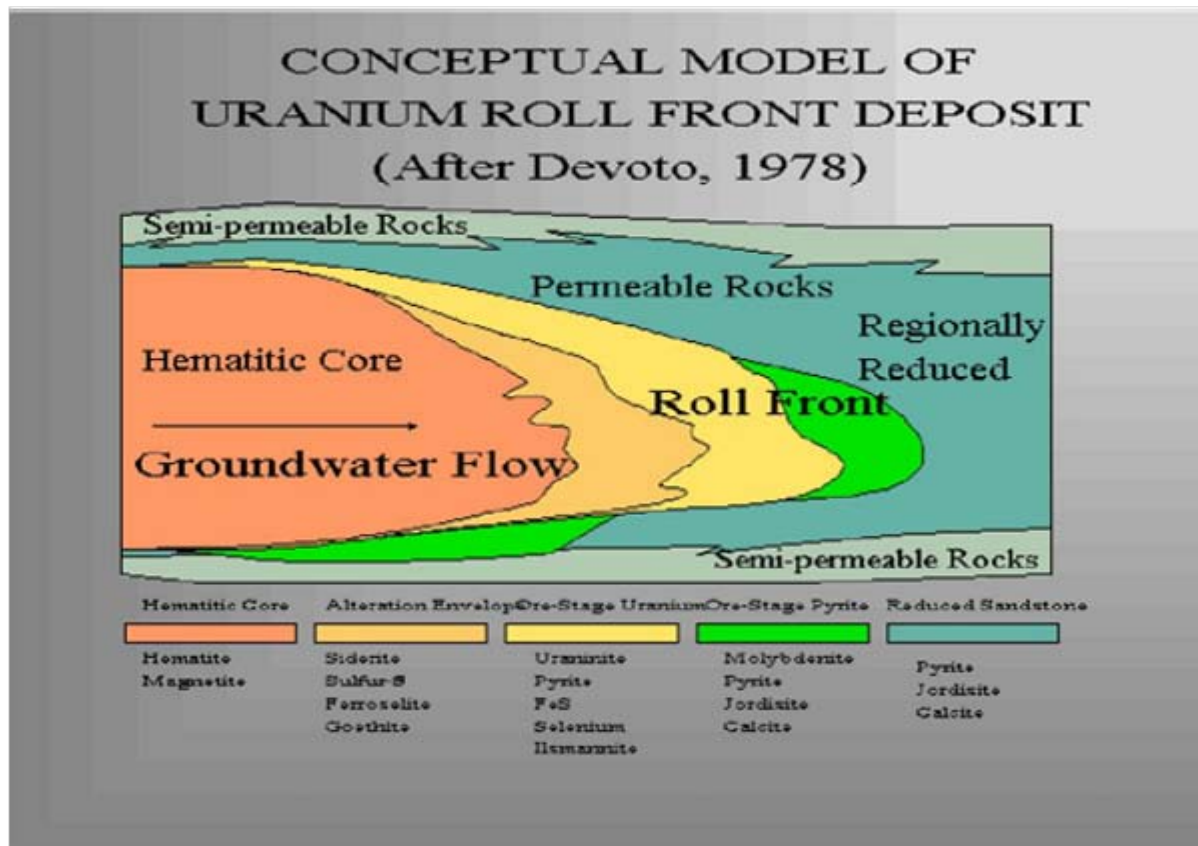 CONCEPTUAL MODEL OF
URANIUM ROLL FRONT DEPOSIT
(After Devoto, 1978)
Semi-permeable Rocks
Permeable Rocks
Regionally
Reduced
Hematitic Core
Roll Front
Groundwater Flow
Semi-permeable Rocks
Hematitic Core
Alteration Envelop
Ore-Stage Uranium
Ore-Stage Pyrite
Reduced Sandstone
Hematite
Magnetite
Siderite
Sulfur-S
Ferroselite
Goethite
Uraninite
Pyrite
FeS
Selenium
Ilsmannite
Molybdenite
Pyrite
Jordisite
Calcite
Pyrite
Jordisite
Calcite